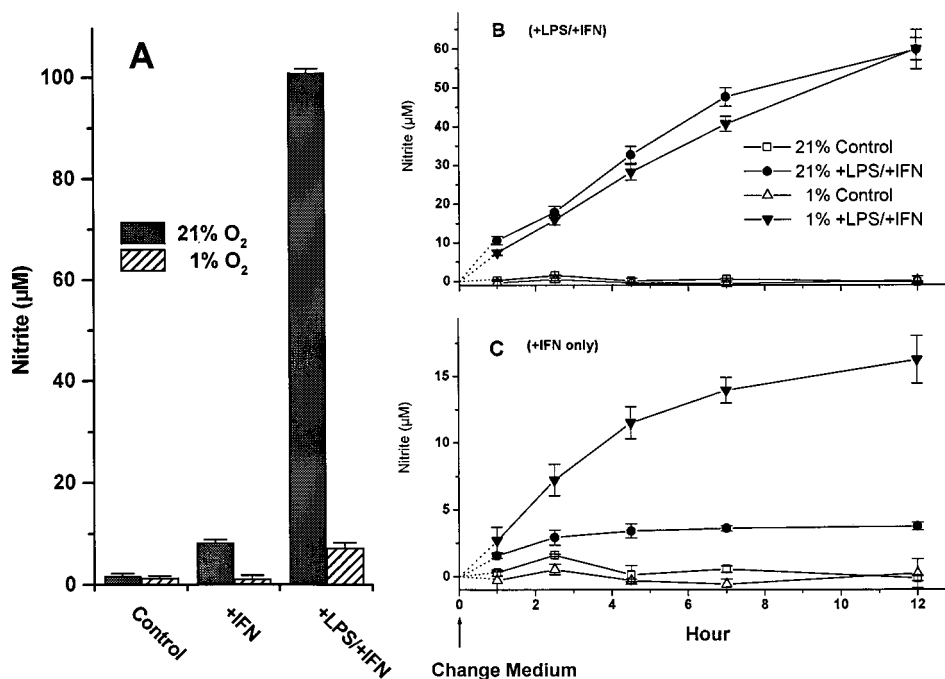 A
Nitrite (µM)
100
80
60
40
20
0
21% O₂
1% O₂
Control
+IFN
+LPS/+IFN
B (+LPS/+IFN)
Nitrite (µM)
60
50
40
30
20
10
0
21% Control
21% +LPS/+IFN
1% Control
1% +LPS/+IFN
C (+IFN only)
Nitrite (µM)
15
10
5
0
0 2 4 6 8 10 12
Hour
Change Medium